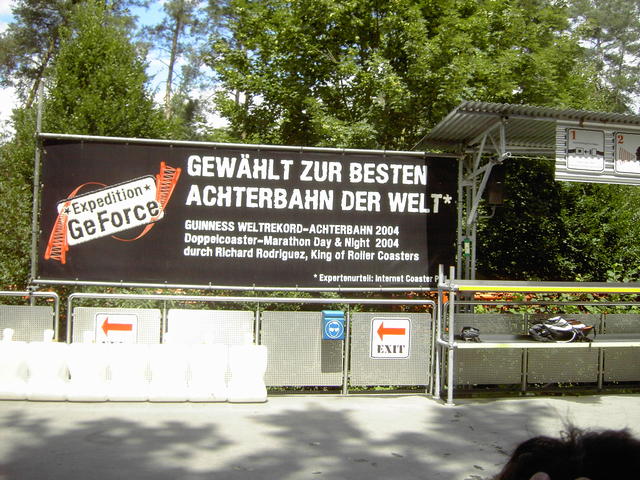 GEWÄHLT ZUR BESTEN
ACHTERBAHN DER WELT*
*Expedition*
GeForce
GUINNESS WELTREKORD-ACHTERBAHN 2004
Doppelcoaster-Marathon Day & Night 2004
durch Richard Rodriguez, King of Roller Coasters
* Expertenurteil: Internet Coaster
1
2
EXIT